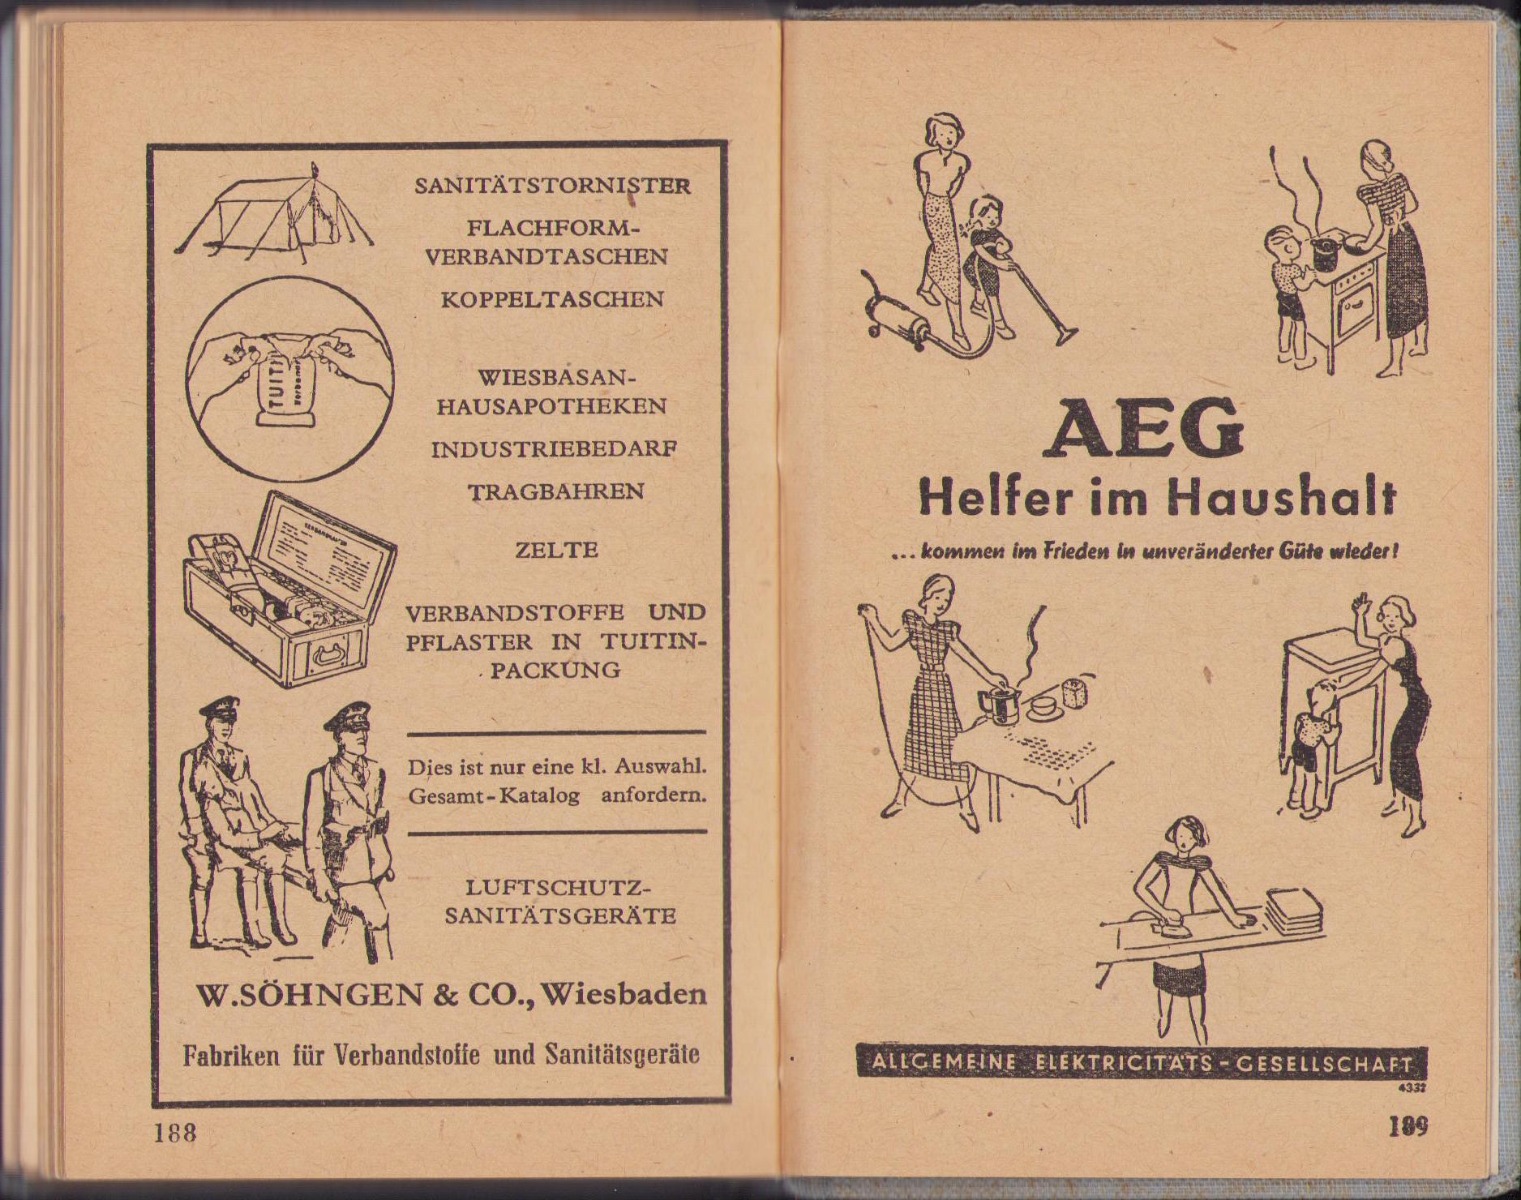 SANITÄTSTORNISTER
FLACHFORM-
VERBANDTASCHEN
KOPPELTASCHEN
TUITIN
Verband
WIESBASAN-
HAUSAPOTHEKEN
INDUSTRIEBEDARF
TRAGBAHREN
ZELTE
VERBANDSTOFFE UND
PFLASTER IN TUITIN-
PACKUNG
Dies ist nur eine kl. Auswahl.
Gesamt-Katalog anfordern.
LUFTSCHUTZ-
SANITÄTSGERÄTE
W.SÖHNGEN & CO., Wiesbaden
Fabriken für Verbandstoffe und Sanitätsgeräte
188
AEG
Helfer im Haushalt
... kommen im Frieden in unveränderter Güte wieder!
ALLGEMEINE ELEKTRICITÄTS-GESELLSCHAFT
4332
189